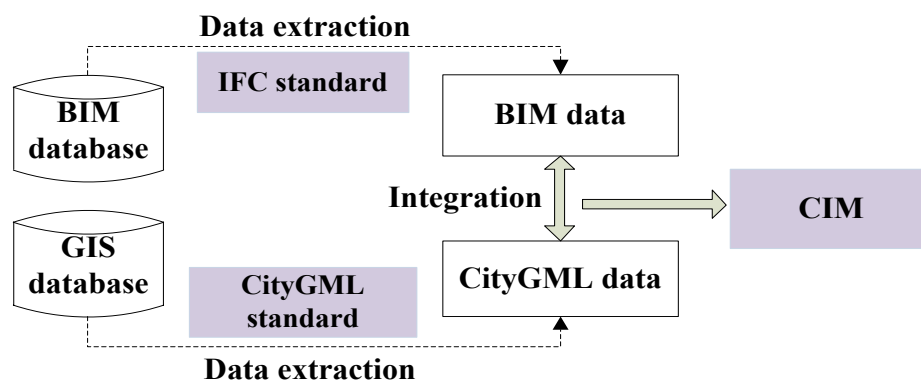 Data extraction
IFC standard
BIM
database
BIM data
Integration
CIM
GIS
database
CityGML data
CityGML
standard
Data extraction